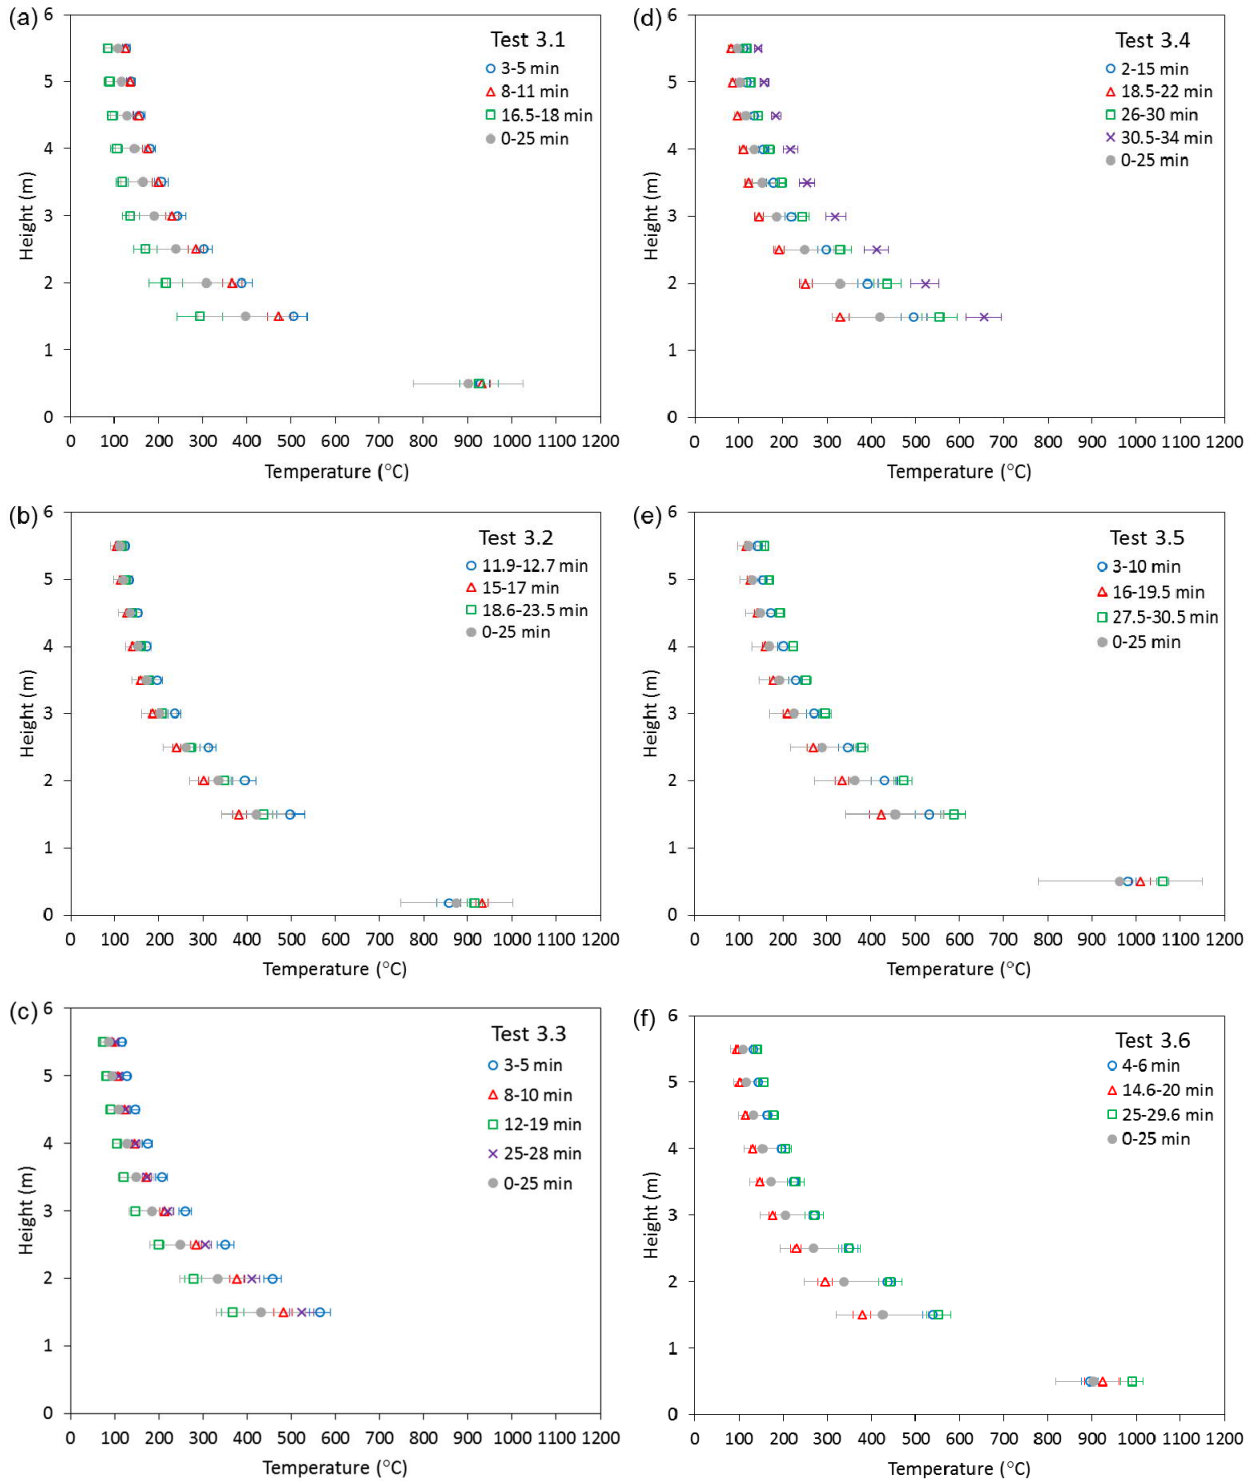 (a)
6
5
4
3
2
1
0
Height (m)
Test 3.1
3-5 min
8-11 min
16.5-18 min
0-25 min
0 100 200 300 400 500 600 700 800 900 1000 1100 1200
Temperature (°C)
(d)
6
5
4
3
2
1
0
Height (m)
Test 3.4
2-15 min
18.5-22 min
26-30 min
30.5-34 min
0-25 min
0 100 200 300 400 500 600 700 800 900 1000 1100 1200
Temperature (°C)
(b)
6
5
4
3
2
1
0
Height (m)
Test 3.2
11.9-12.7 min
15-17 min
18.6-23.5 min
0-25 min
0 100 200 300 400 500 600 700 800 900 1000 1100 1200
Temperature (°C)
(e)
6
5
4
3
2
1
0
Height (m)
Test 3.5
3-10 min
16-19.5 min
27.5-30.5 min
0-25 min
0 100 200 300 400 500 600 700 800 900 1000 1100 1200
Temperature (°C)
(c)
6
5
4
3
2
1
0
Height (m)
Test 3.3
3-5 min
8-10 min
12-19 min
25-28 min
0-25 min
0 100 200 300 400 500 600 700 800 900 1000 1100 1200
Temperature (°C)
(f)
6
5
4
3
2
1
0
Height (m)
Test 3.6
4-6 min
14.6-20 min
25-29.6 min
0-25 min
0 100 200 300 400 500 600 700 800 900 1000 1100 1200
Temperature (°C)